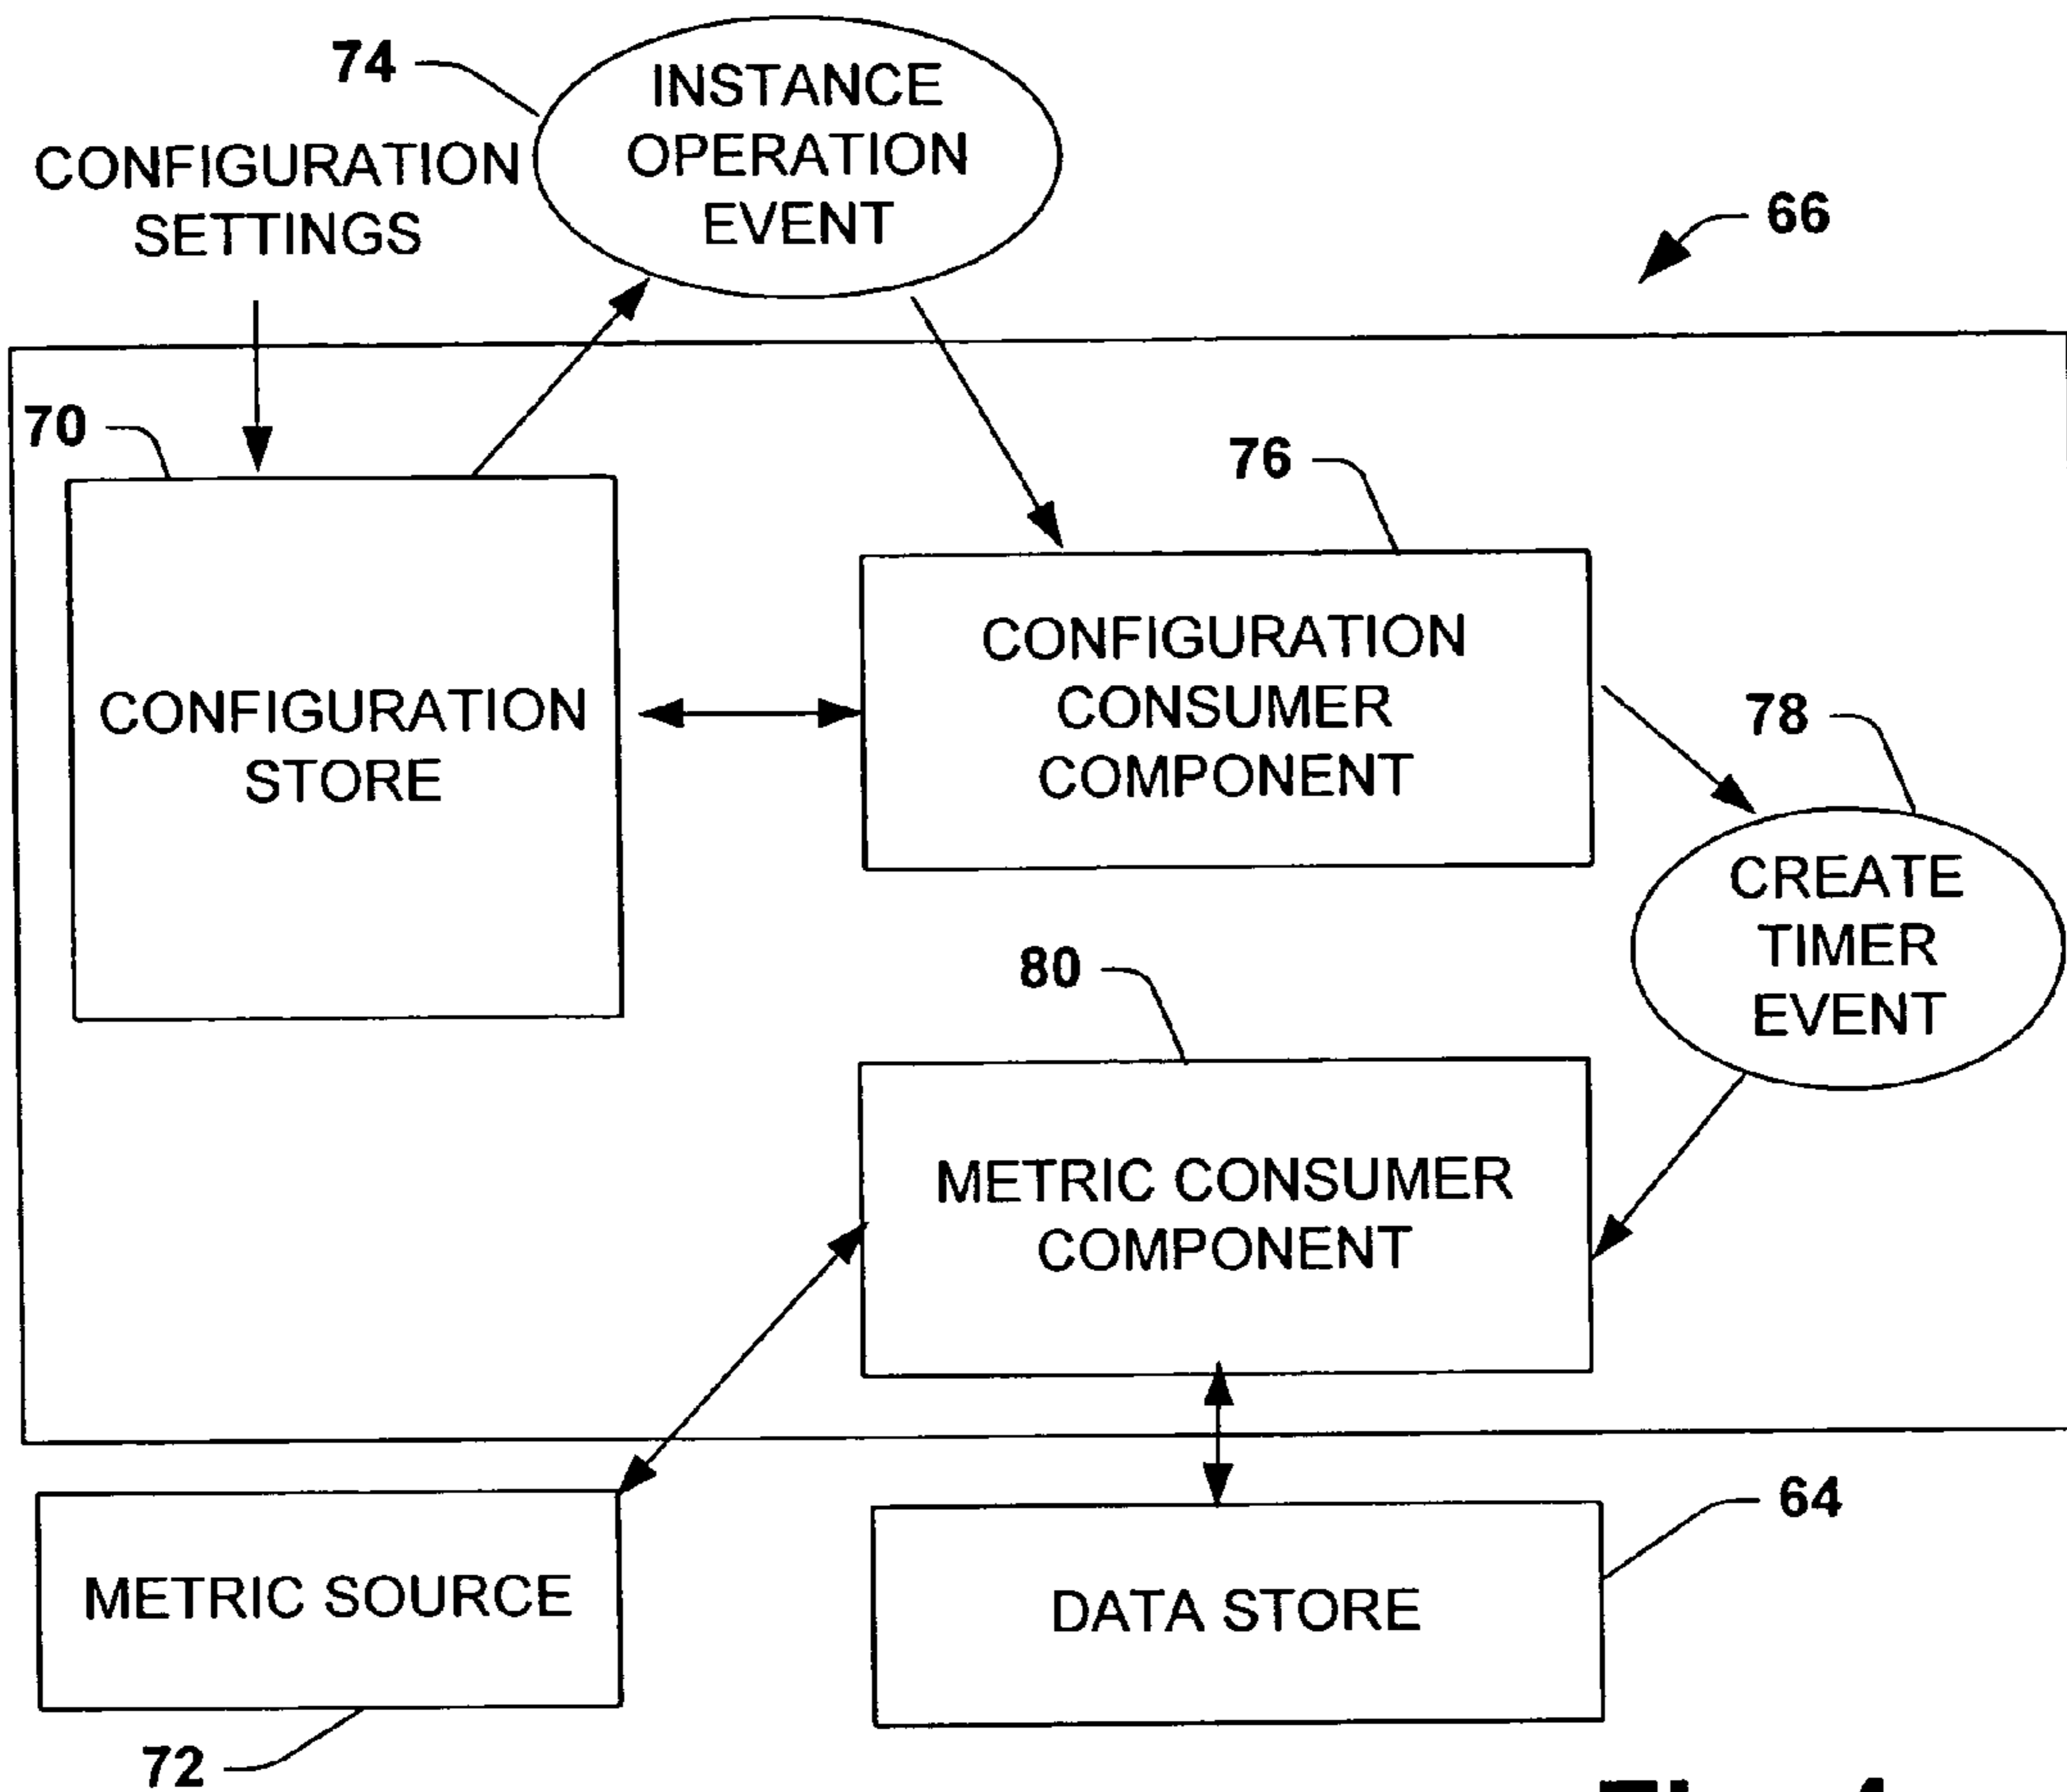 74
INSTANCE
OPERATION
EVENT
CONFIGURATION
SETTINGS
66
70
76
CONFIGURATION
STORE
CONFIGURATION
CONSUMER
COMPONENT
78
CREATE
TIMER
EVENT
80
METRIC CONSUMER
COMPONENT
64
METRIC SOURCE
DATA STORE
72